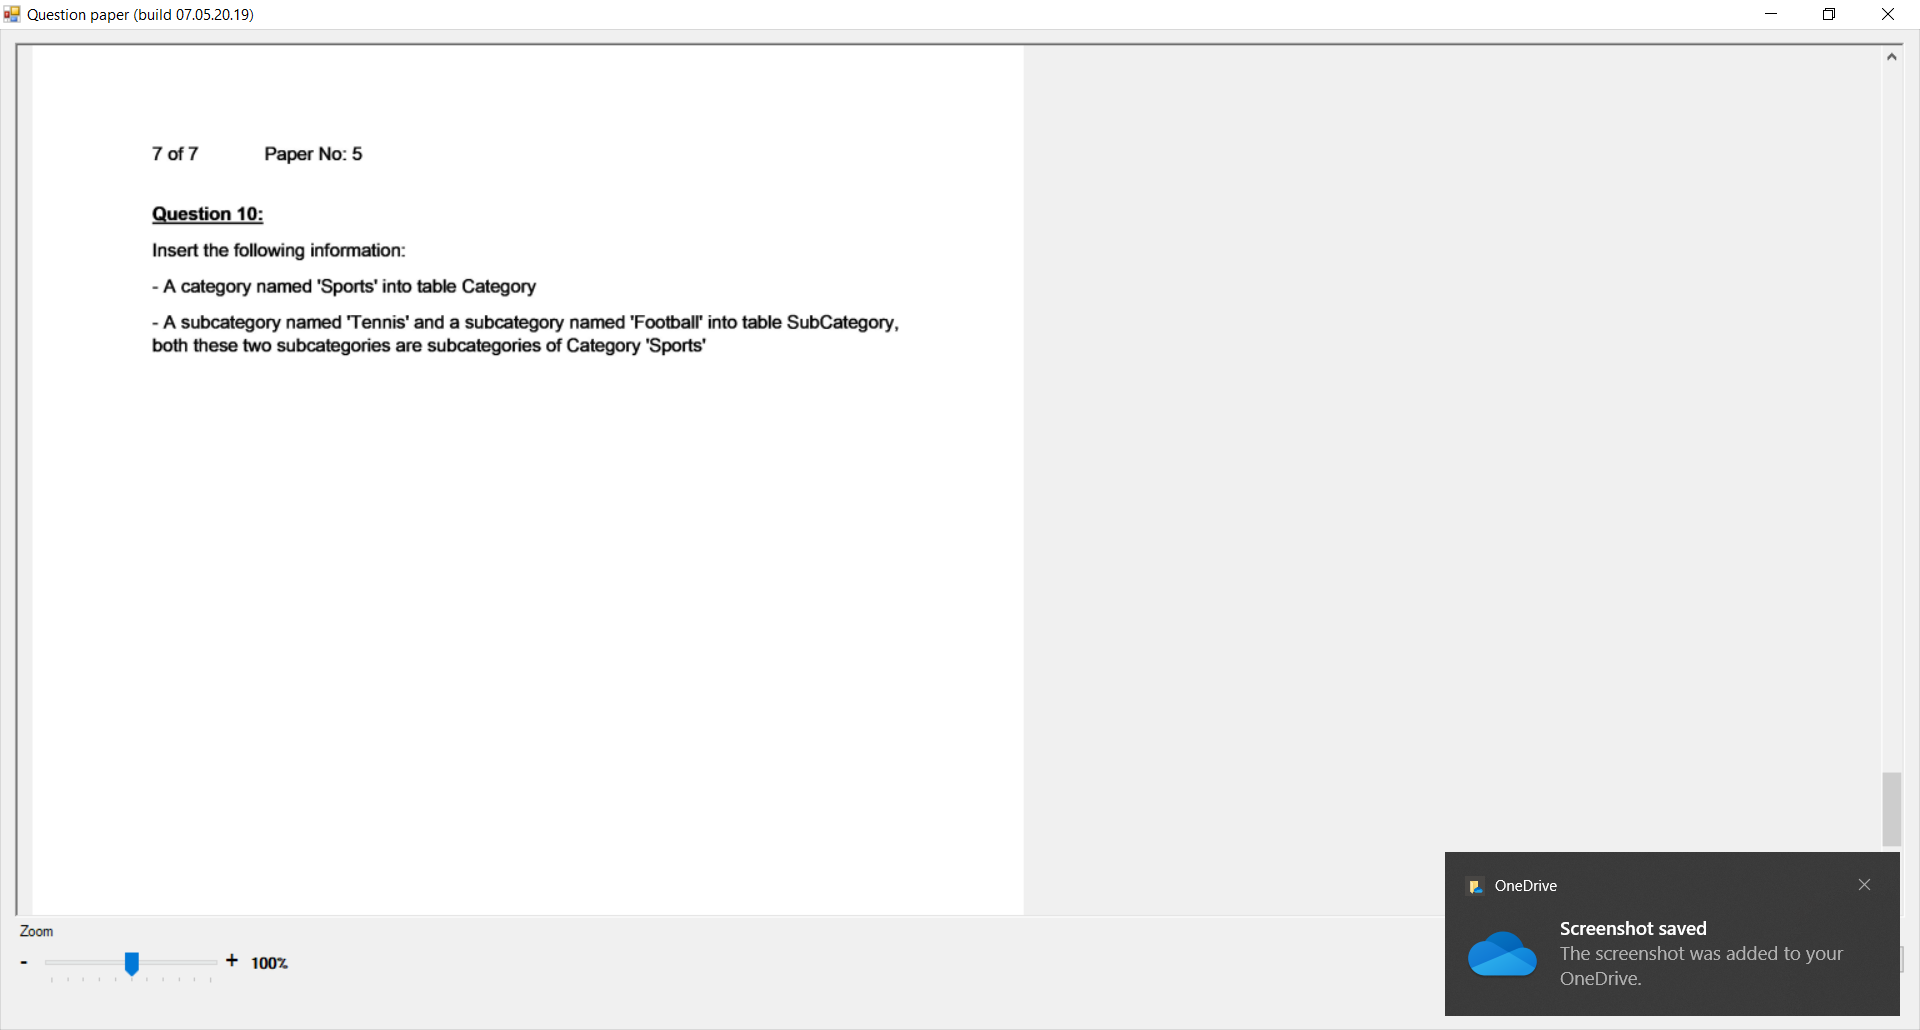 Question paper (build 07.05.20.19)
7 of 7 Paper No: 5
Question 10:
Insert the following information:
- A category named 'Sports' into table Category
- A subcategory named 'Tennis' and a subcategory named 'Football' into table SubCategory,
both these two subcategories are subcategories of Category 'Sports'
Zoom
- + 100%
OneDrive
Screenshot saved
The screenshot was added to your
OneDrive.